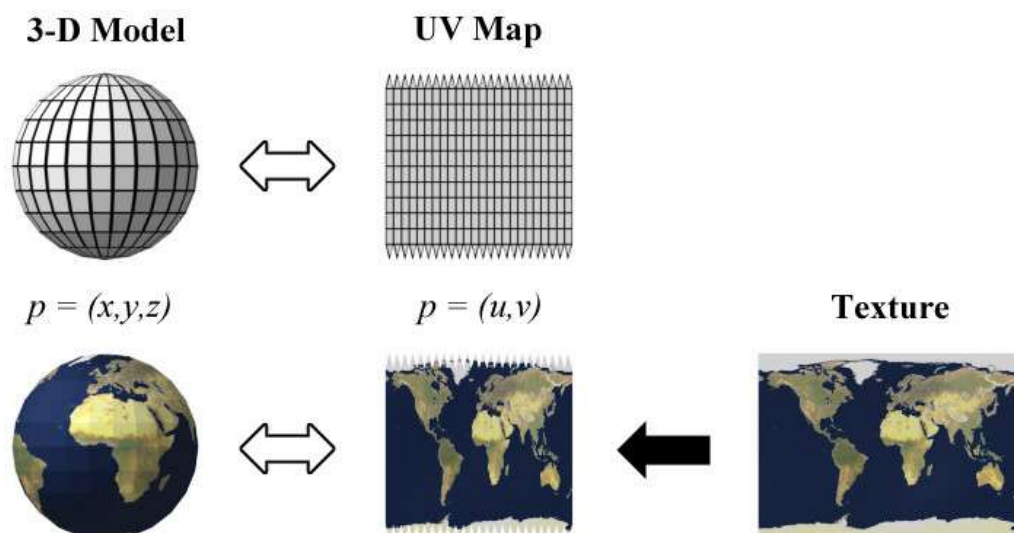 3-D Model
UV Map
p = (x,y,z)
p = (u,v)
Texture